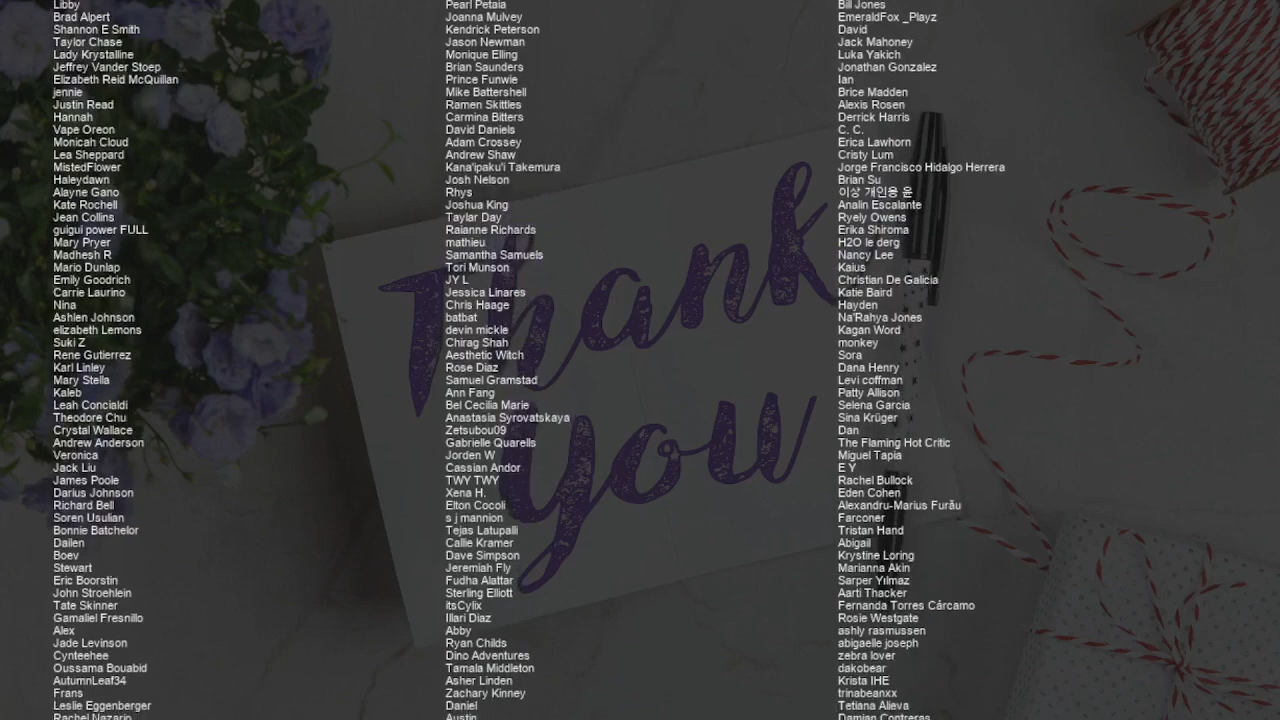 Libby
Brad Alpert
Shannon E Smith
Taylor Chase
Lady Krystalline
Jeffrey Vander Stoep
Elizabeth Reid McQuillan
jennie
Justin Read
Hannah
Vape Oreon
Monicah Cloud
Lea Sheppard
MistedFlower
Haleydawn
Alayne Gano
Kate Rochell
Jean Collins
guigui power FULL
Mary Pryer
Madhesh R
Mario Dunlap
Emily Goodrich
Carrie Laurino
Nina
Ashlen Johnson
elizabeth Lemons
Suki Z
Rene Gutierrez
Karl Linley
Mary Stella
Kaleb
Leah Concialdi
Theodore Chu
Crystal Wallace
Andrew Anderson
Veronica
Jack Liu
James Poole
Darius Johnson
Richard Bell
Soren Usulian
Bonnie Batchelor
Dailen
Boev
Stewart
Eric Boorstin
John Stroehlein
Tate Skinner
Gamaliel Fresnillo
Alex
Jade Levinson
Cynteehee
Oussama Bouabid
AutumnLeaf34
Frans
Leslie Eggenberger
Rachel Nazario
Pearl Petaia
Joanna Mulvey
Kendrick Peterson
Jason Newman
Monique Elling
Brian Saunders
Prince Funwie
Mike Battershell
Ramen Skittles
Carmina Bitters
David Daniels
Adam Crossey
Andrew Shaw
Kana'ipaku'i Takemura
Josh Nelson
Rhys
Joshua King
Taylar Day
Raianne Richards
mathieu
Samantha Samuels
Tori Munson
JY L
Jessica Linares
Chris Haage
batbat
devin mickle
Chirag Shah
Aesthetic Witch
Rose Diaz
Samuel Gramstad
Ann Fang
Bel Cecilia Marie
Anastasia Syrovatskaya
Zetsubou09
Gabrielle Quarells
Jorden W
Cassian Andor
TWY TWY
Xena H.
Elton Cocoli
s j mannion
Tejas Latupalli
Callie Kramer
Dave Simpson
Jeremiah Fly
Fudha Alattar
Sterling Elliott
itsCylix
Illari Diaz
Abby
Ryan Childs
Dino Adventures
Tamala Middleton
Asher Linden
Zachary Kinney
Daniel
Austin
Bill Jones
EmeraldFox _Playz
David
Jack Mahoney
Luka Yakich
Jonathan Gonzalez
Ian
Brice Madden
Alexis Rosen
Derrick Harris
C. C.
Erica Lawhorn
Cristy Lum
Jorge Francisco Hidalgo Herrera
Brian Su
이상 개인용 윤
Analin Escalante
Ryely Owens
Erika Shiroma
H2O le derg
Nancy Lee
Kaius
Christian De Galicia
Katie Baird
Hayden
Na'Rahya Jones
Kagan Word
monkey
Sora
Dana Henry
Levi coffman
Patty Allison
Selena Garcia
Sina Krüger
Dan
The Flaming Hot Critic
Miguel Tapia
E Y
Rachel Bullock
Eden Cohen
Alexandru-Marius Furău
Farconer
Tristan Hand
Abigail
Krystine Loring
Marianna Akin
Sarper Yılmaz
Aarti Thacker
Fernanda Torres Cárcamo
Rosie Westgate
ashly rasmussen
abigaelle joseph
zebra lover
dakobear
Krista IHE
trinabeanxx
Tetiana Alieva
Damian Contreras
Thank
you